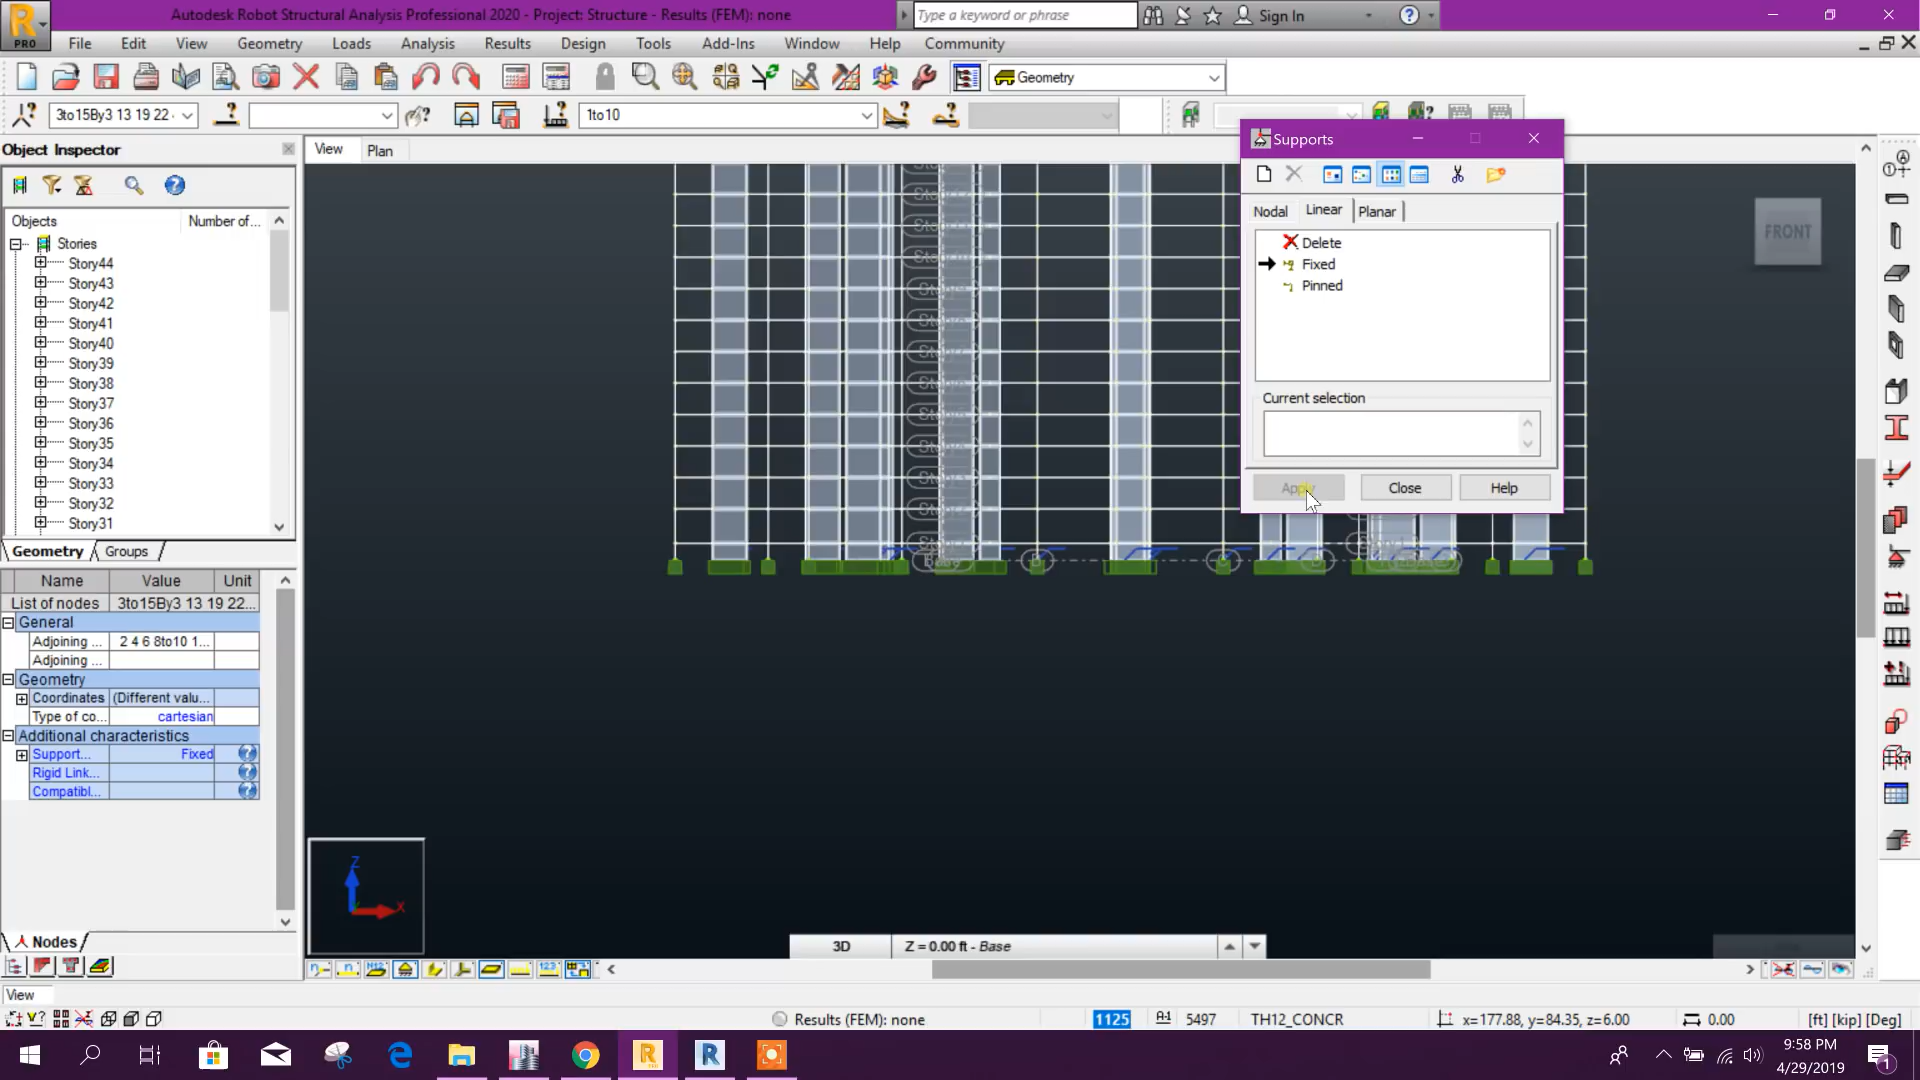 Autodesk Robot Structural Analysis Professional 2020 - Project: Structure - Results (FEM): none
Type a keyword or phrase
Sign In
PRO
File Edit View Geometry Loads Analysis Results Design Tools Add-Ins Window Help Community
Geometry
3to15By3 13 19 22
1to10
Object Inspector
View Plan
Supports
Objects Number of...
Nodal Linear Planar
Stories
Delete
Story44
Fixed
Story43
Pinned
Story42
Story41
Story40
Story39
Story38
Story37
Story36
Story35
Story34
Story33
Story32
Story31
FRONT
Current selection
Apply Close Help
Geometry Groups
Name Value Unit
List of nodes 3to15By3 13 19 22...
General
Adjoining ... 2 4 6 8to10 1...
Adjoining ...
Geometry
Coordinates (Different valu...
Type of co... cartesian
Additional characteristics
Support... Fixed
Rigid Link...
Compatibl...
Z
X
Nodes
3D Z = 0.00 ft - Base
View
Results (FEM): none 1125 5497 TH12_CONCR x=177.88, y=84.35, z=6.00 0.00 [ft] [kip] [Deg]
9:58 PM
4/29/2019